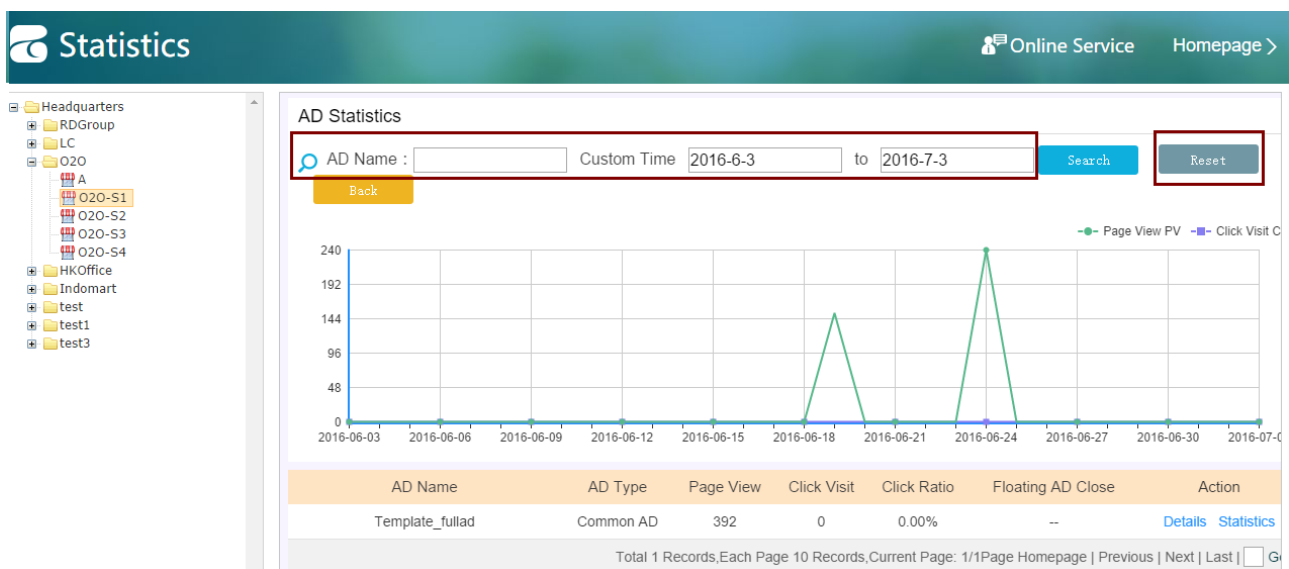 Statistics
Online Service
Homepage >
Headquarters
RDGroup
LC
O2O
A
O2O-S1
O2O-S2
O2O-S3
O2O-S4
HKOffice
Indomart
test
test1
test3
AD Statistics
AD Name : Custom Time 2016-6-3 to 2016-7-3 Search Reset
Back
Page View PV Click Visit C
240
192
144
96
48
0
2016-06-03 2016-06-06 2016-06-09 2016-06-12 2016-06-15 2016-06-18 2016-06-21 2016-06-24 2016-06-27 2016-06-30 2016-07-0
AD Name AD Type Page View Click Visit Click Ratio Floating AD Close Action
Template_fullad Common AD 392 0 0.00% -- Details Statistics
Total 1 Records,Each Page 10 Records,Current Page: 1/1Page Homepage | Previous | Next | Last | G